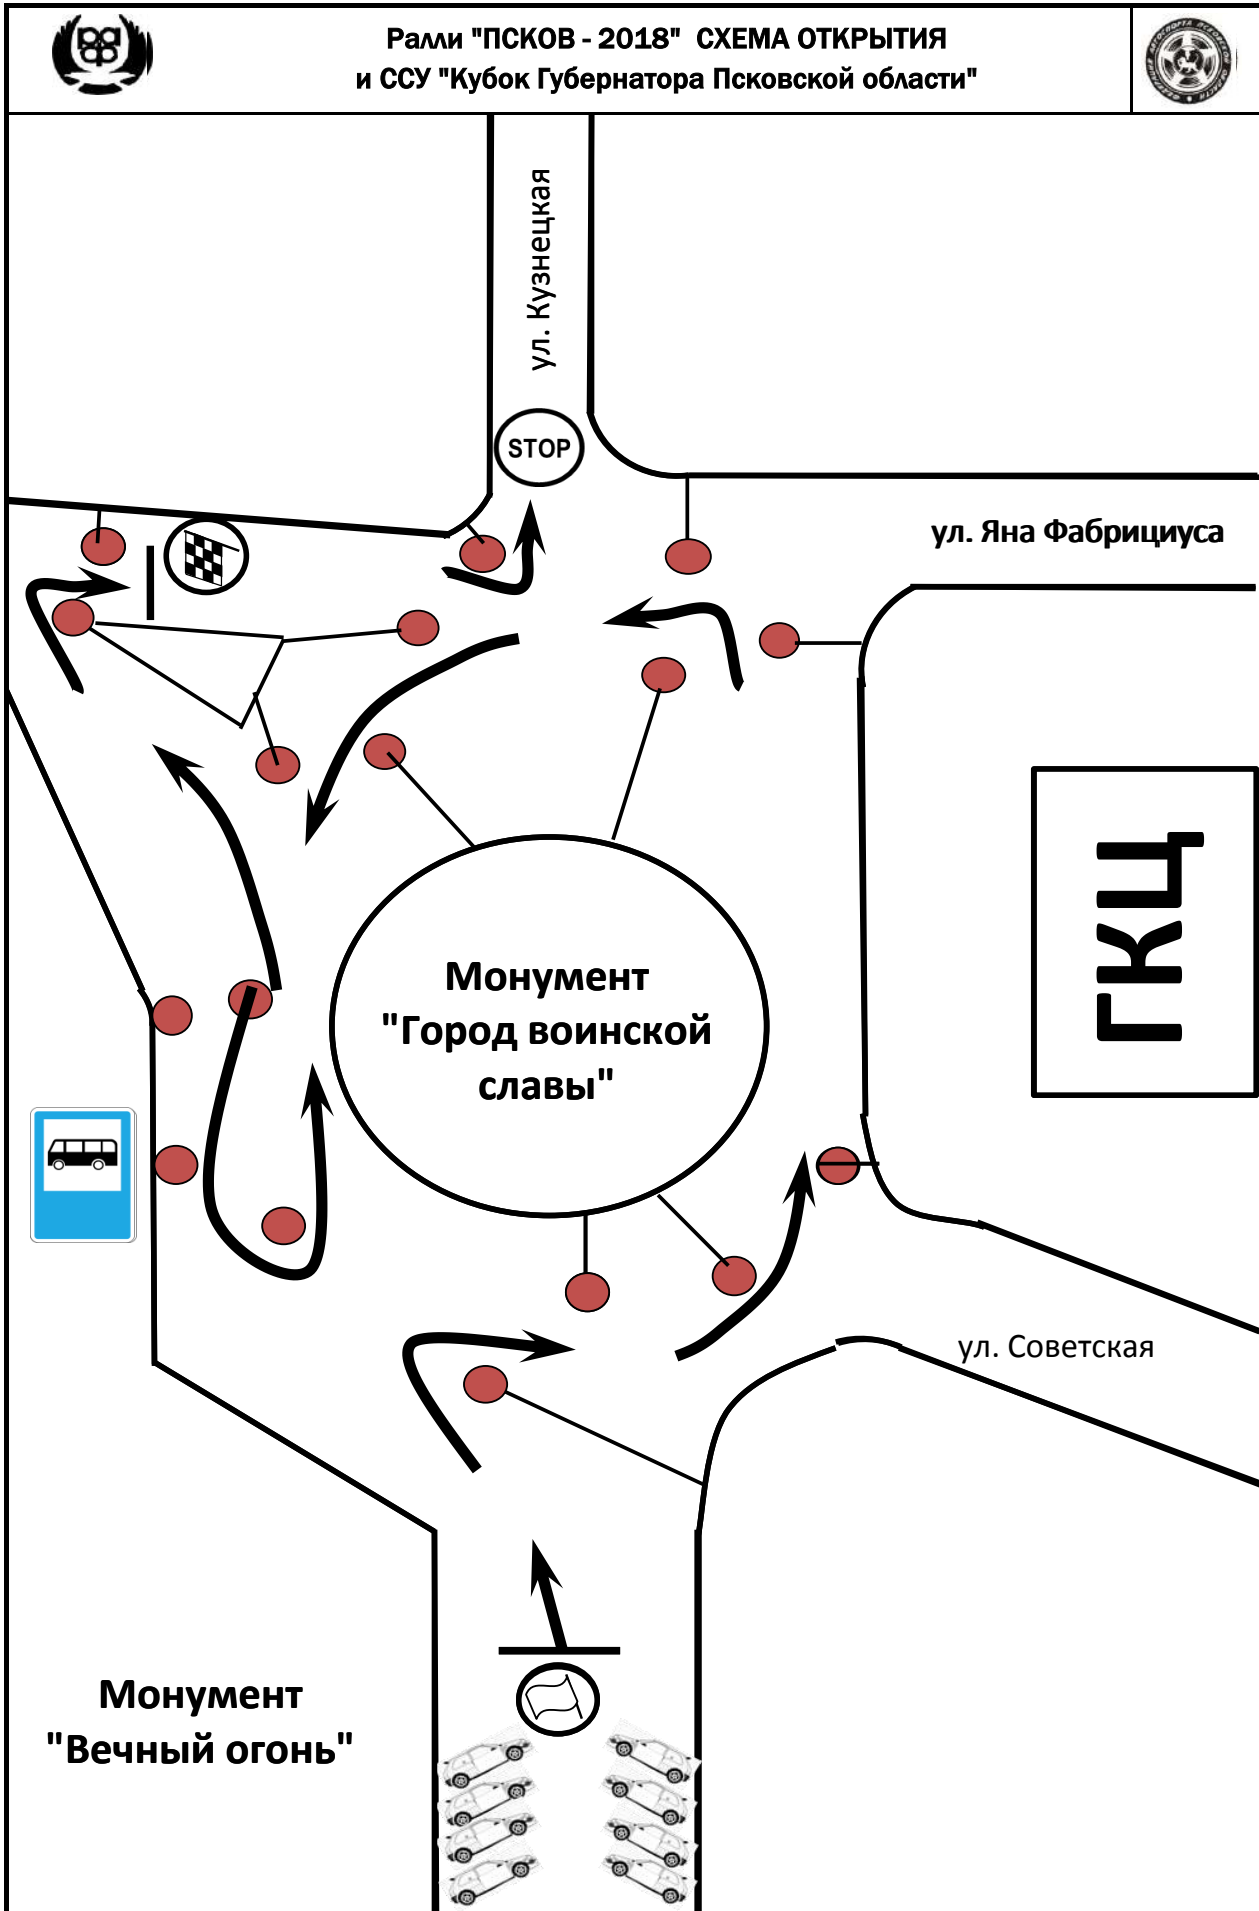 Ралли "ПСКОВ - 2018" СХЕМА ОТКРЫТИЯ
и ССУ "Кубок Губернатора Псковской области"
ул. Кузнецкая
STOP
ул. Яна Фабрициуса
ГКЦ
Монумент
"Город воинской
славы"
ул. Советская
Монумент
"Вечный огонь"